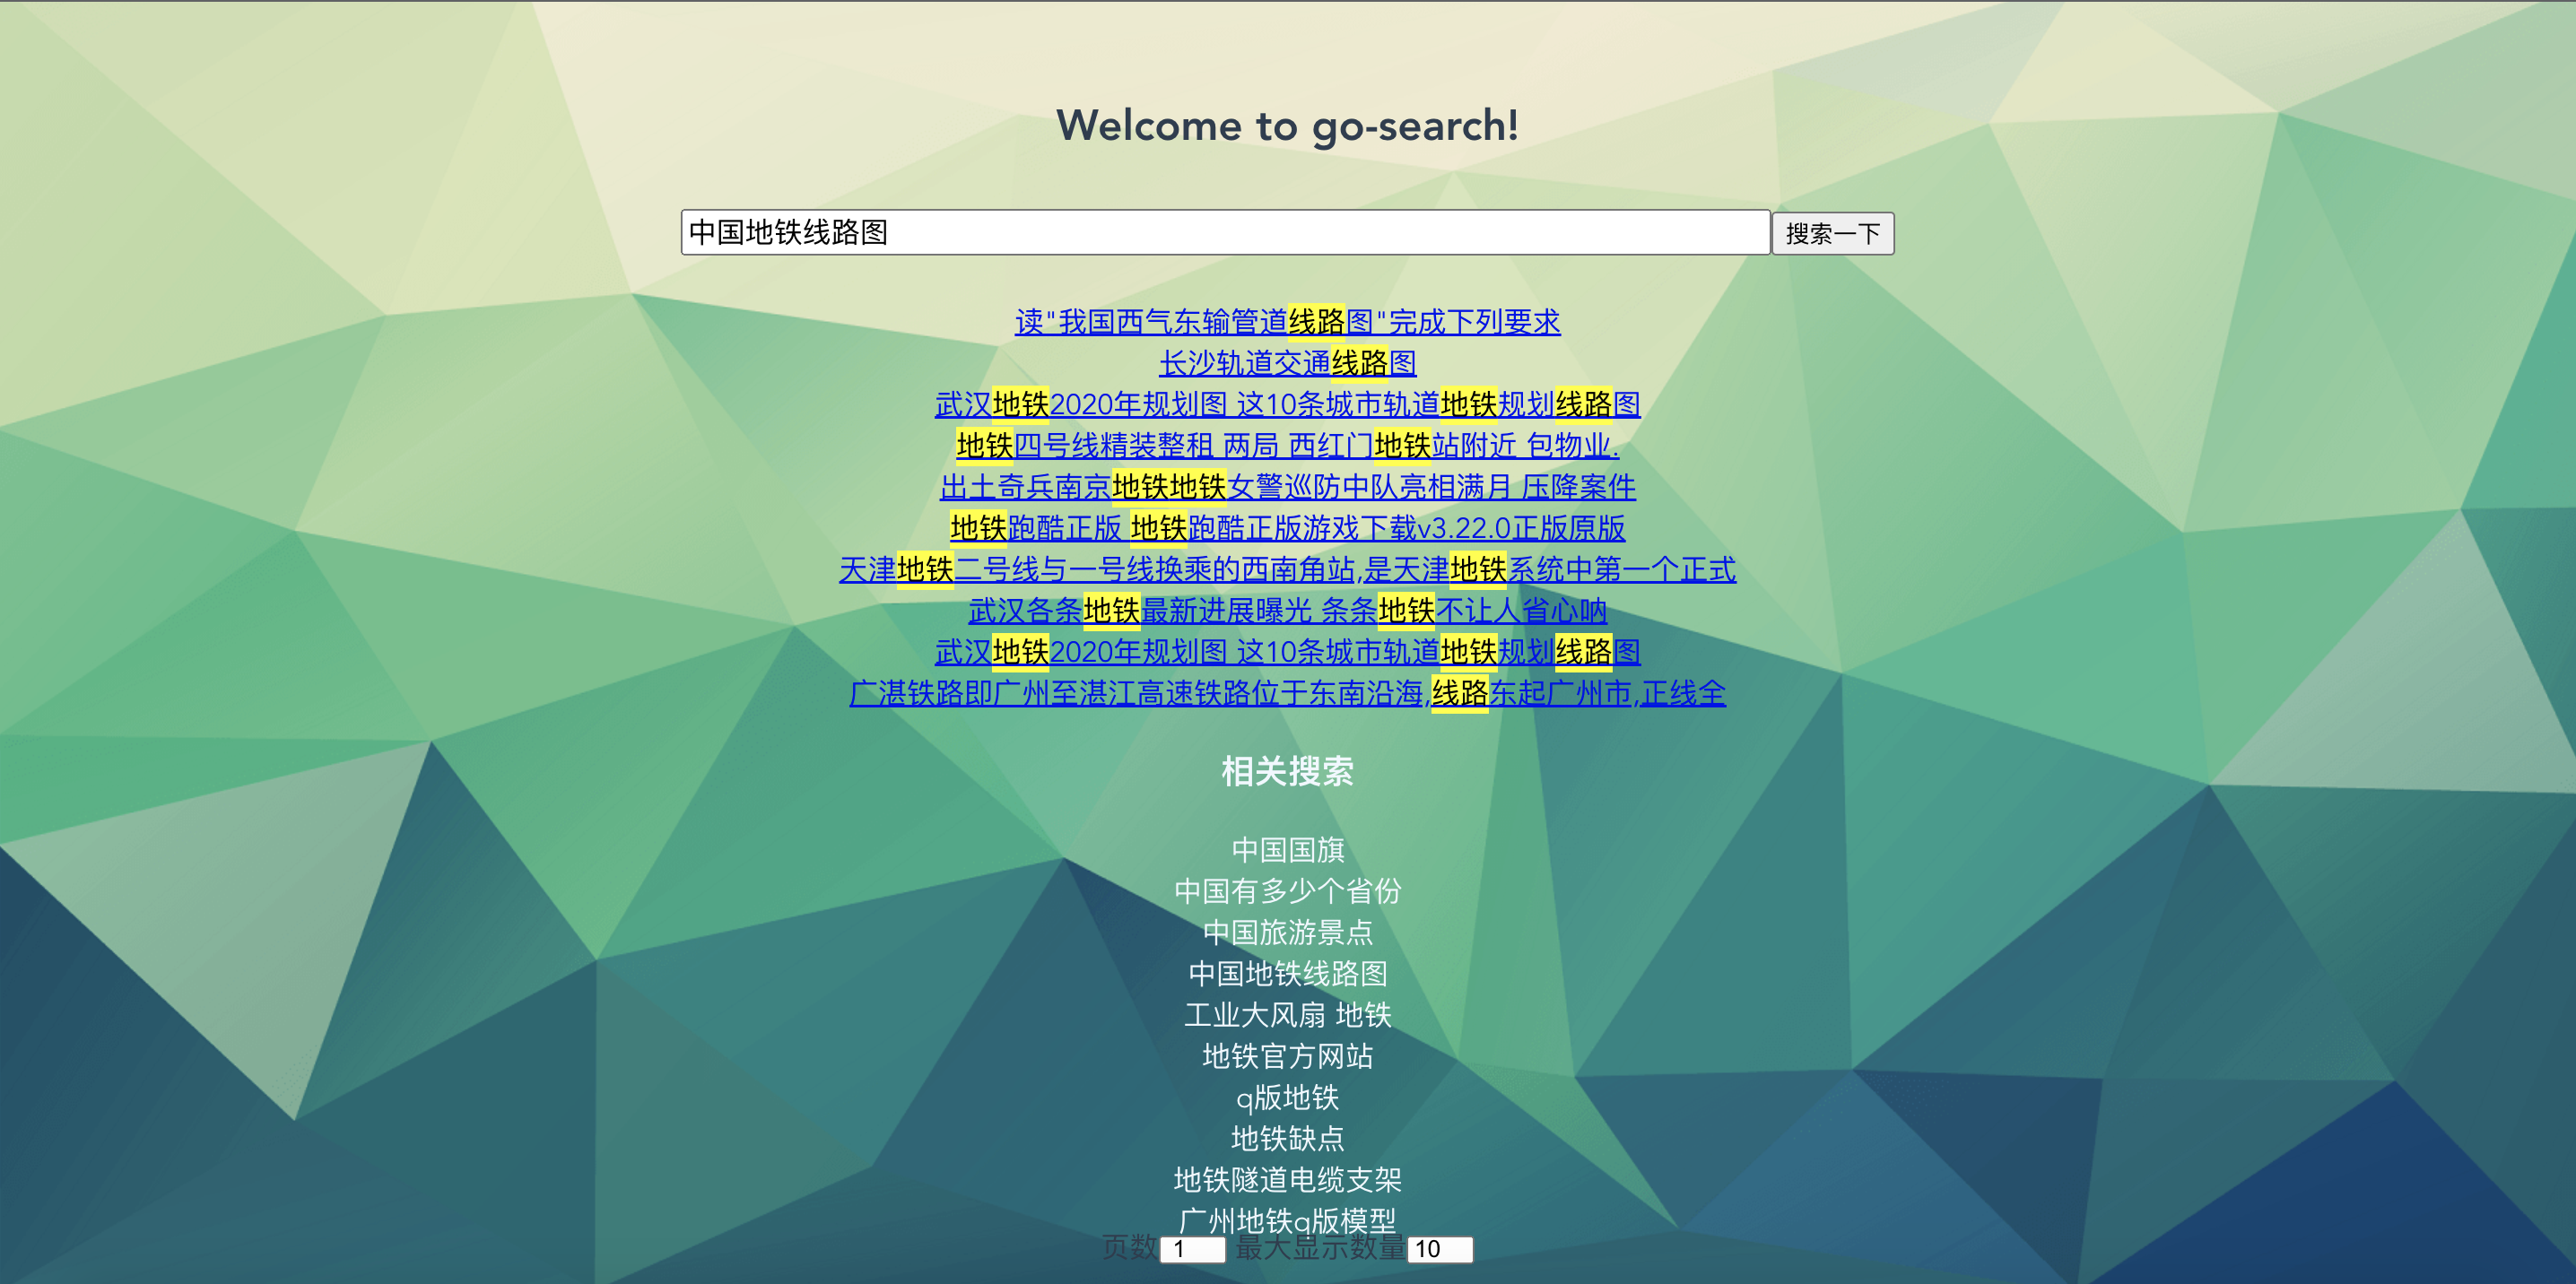 Welcome to go-search!
中国地铁线路图 搜索一下
读"我国西气东输管道线路图"完成下列要求
长沙轨道交通线路图
武汉地铁2020年规划图 这10条城市轨道地铁规划线路图
地铁四号线精装整租 两局 西红门地铁站附近 包物业.
出土奇兵南京地铁地铁女警巡防中队亮相满月 压降案件
地铁跑酷正版 地铁跑酷正版游戏下载v3.22.0正版原版
天津地铁二号线与一号线换乘的西南角站,是天津地铁系统中第一个正式
武汉各条地铁最新进展曝光 条条地铁不让人省心呐
武汉地铁2020年规划图 这10条城市轨道地铁规划线路图
广湛铁路即广州至湛江高速铁路位于东南沿海,线路东起广州市,正线全
相关搜索
中国国旗
中国有多少个省份
中国旅游景点
中国地铁线路图
工业大风扇 地铁
地铁官方网站
q版地铁
地铁缺点
地铁隧道电缆支架
广州地铁q版模型
页数 1 最大显示数量 10